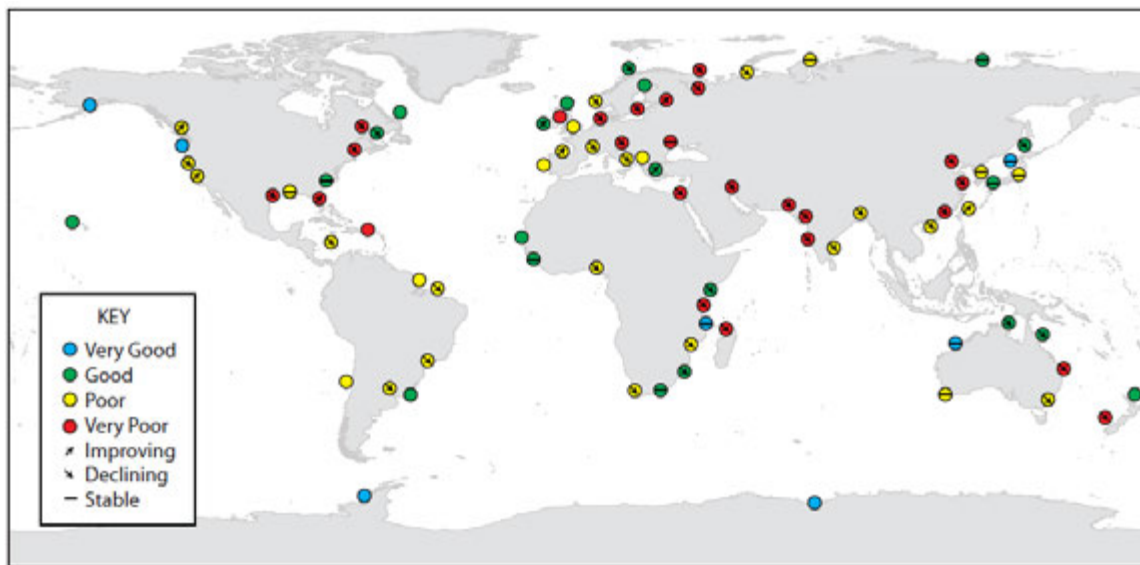 KEY
Very Good
Good
Poor
Very Poor
Improving
Declining
Stable